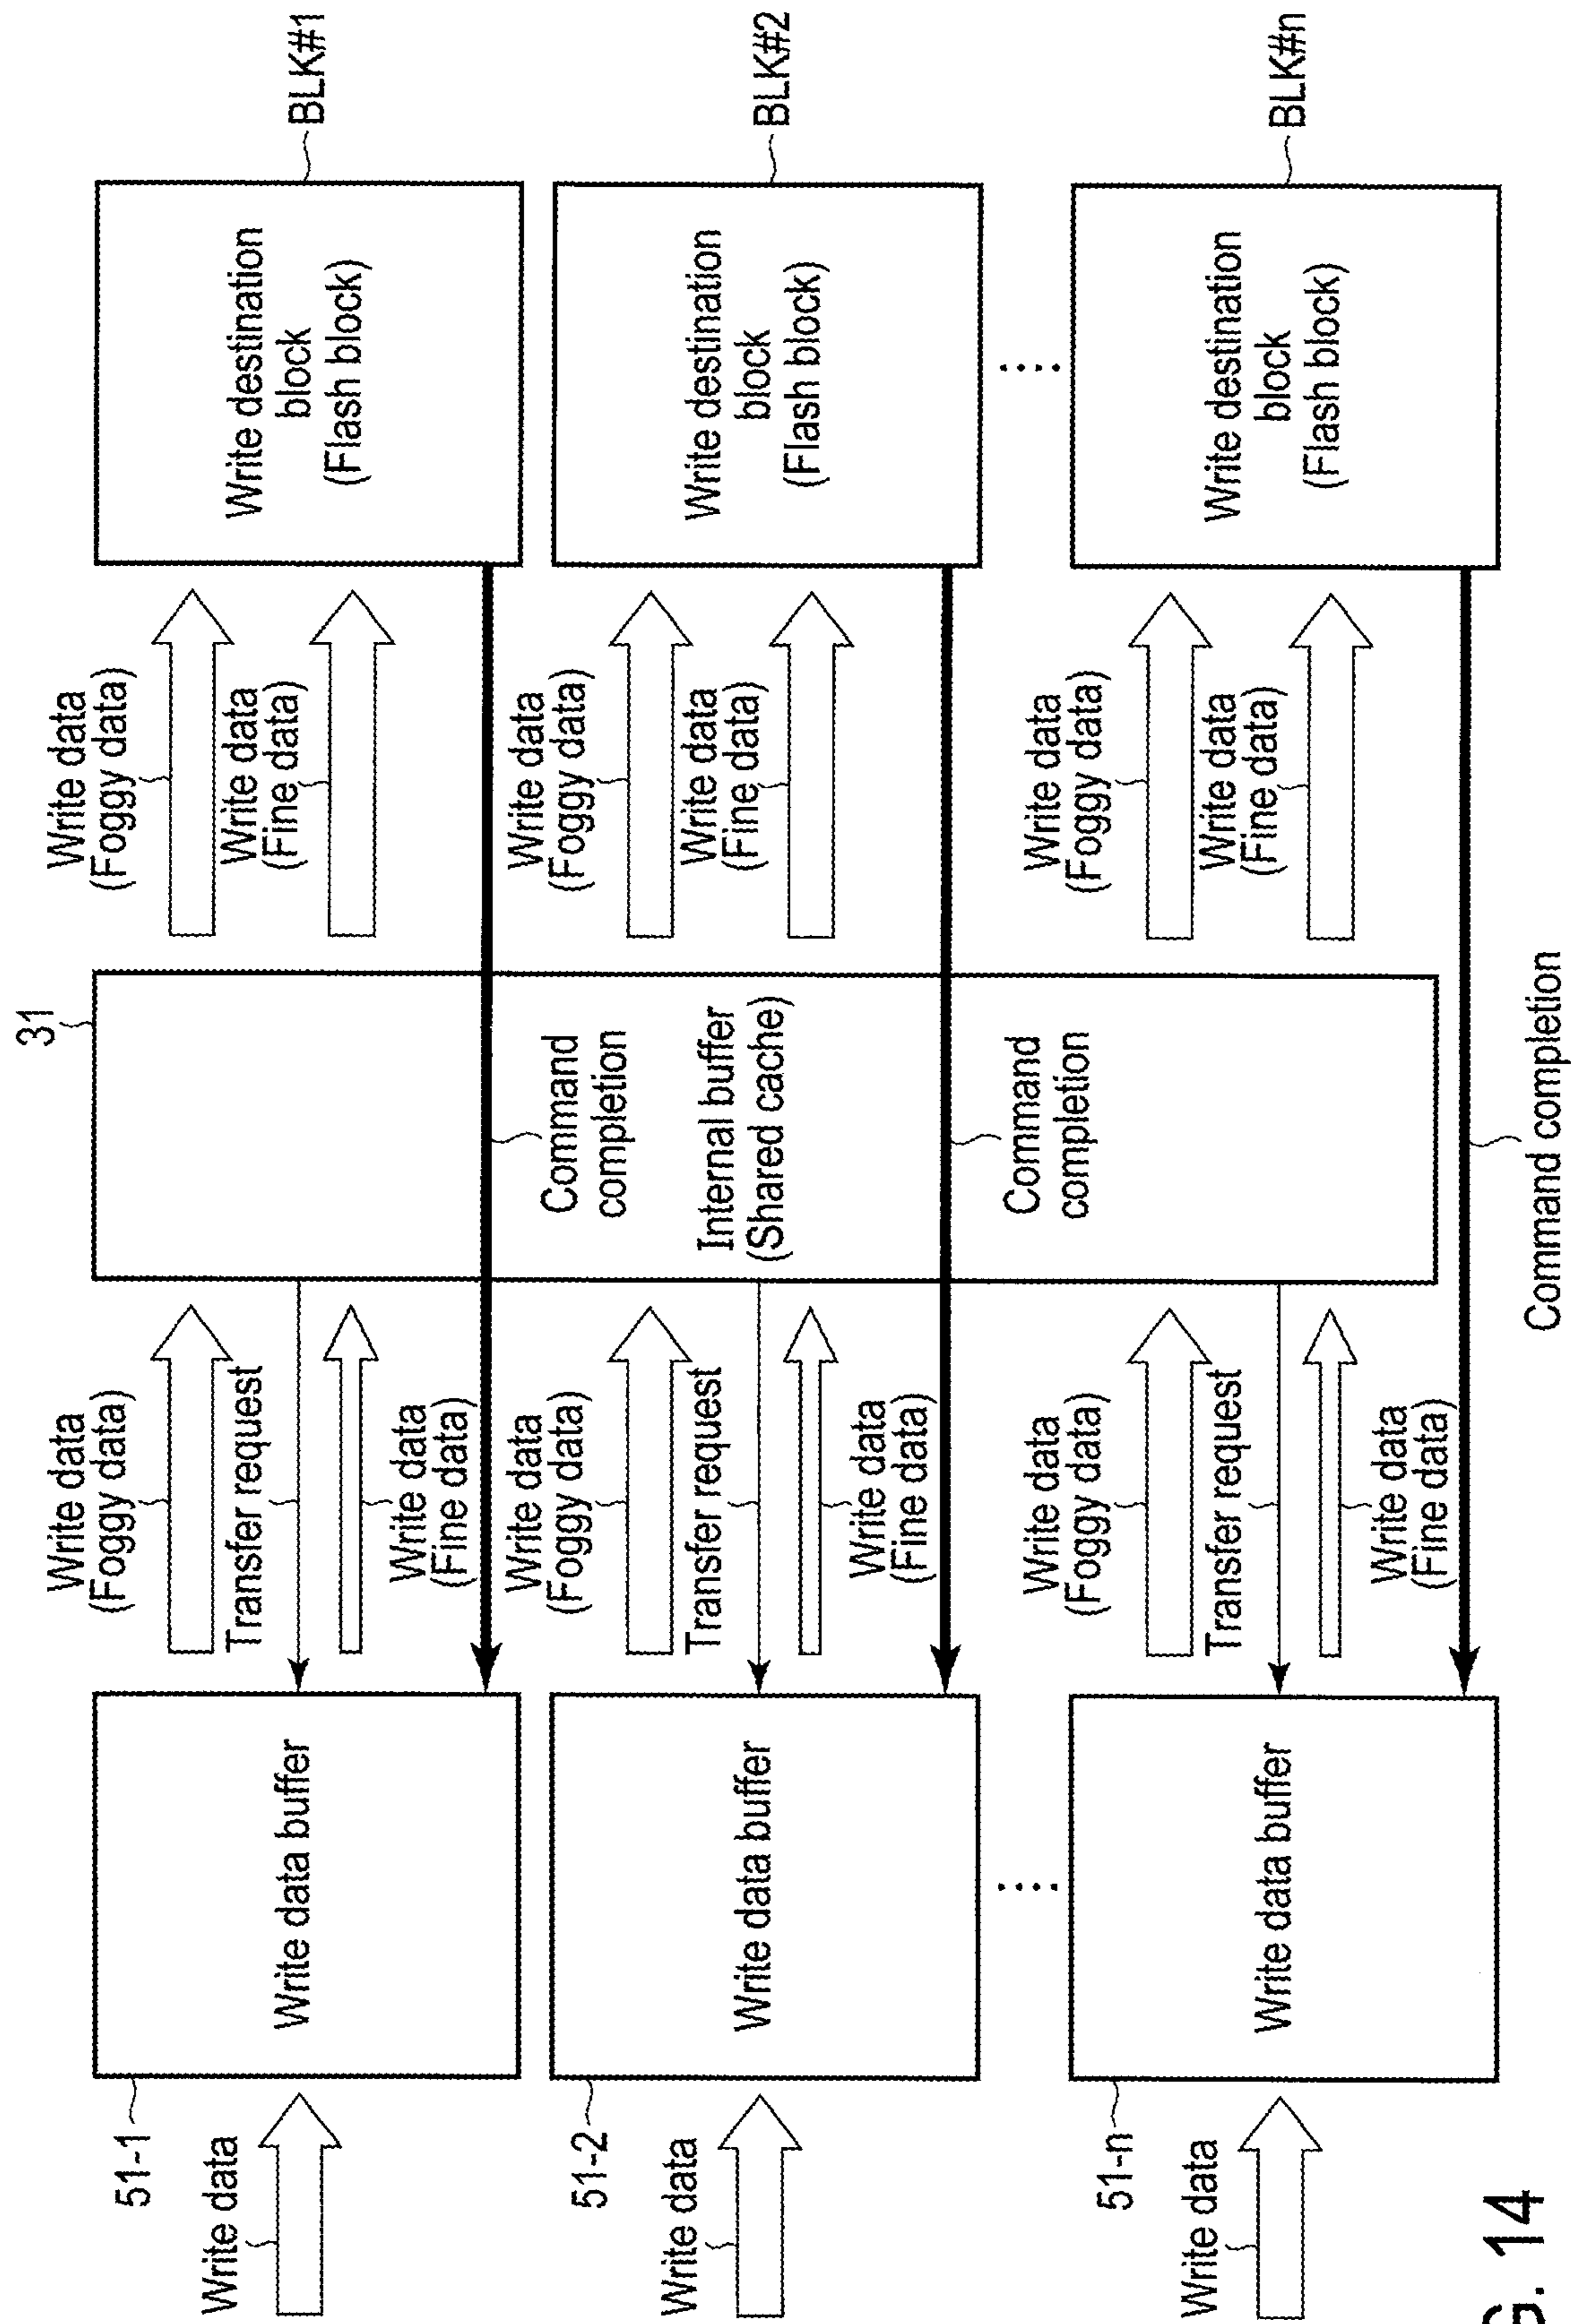 Write data
51-1
Write data buffer
Write data
(Foggy data)
Transfer request
Write data
(Fine data)
31
Command
completion
Write data
(Foggy data)
Write data
(Fine data)
Write destination
block
(Flash block)
BLK#1
Write data
51-2
Write data buffer
Write data
(Foggy data)
Transfer request
Write data
(Fine data)
Internal buffer
(Shared cache)
Command
completion
Write data
(Foggy data)
Write data
(Fine data)
Write destination
block
(Flash block)
BLK#2
Write data
51-n
Write data buffer
Write data
(Foggy data)
Transfer request
Write data
(Fine data)
Write data
(Foggy data)
Write data
(Fine data)
Write destination
block
(Flash block)
BLK#n
Command completion
G. 14